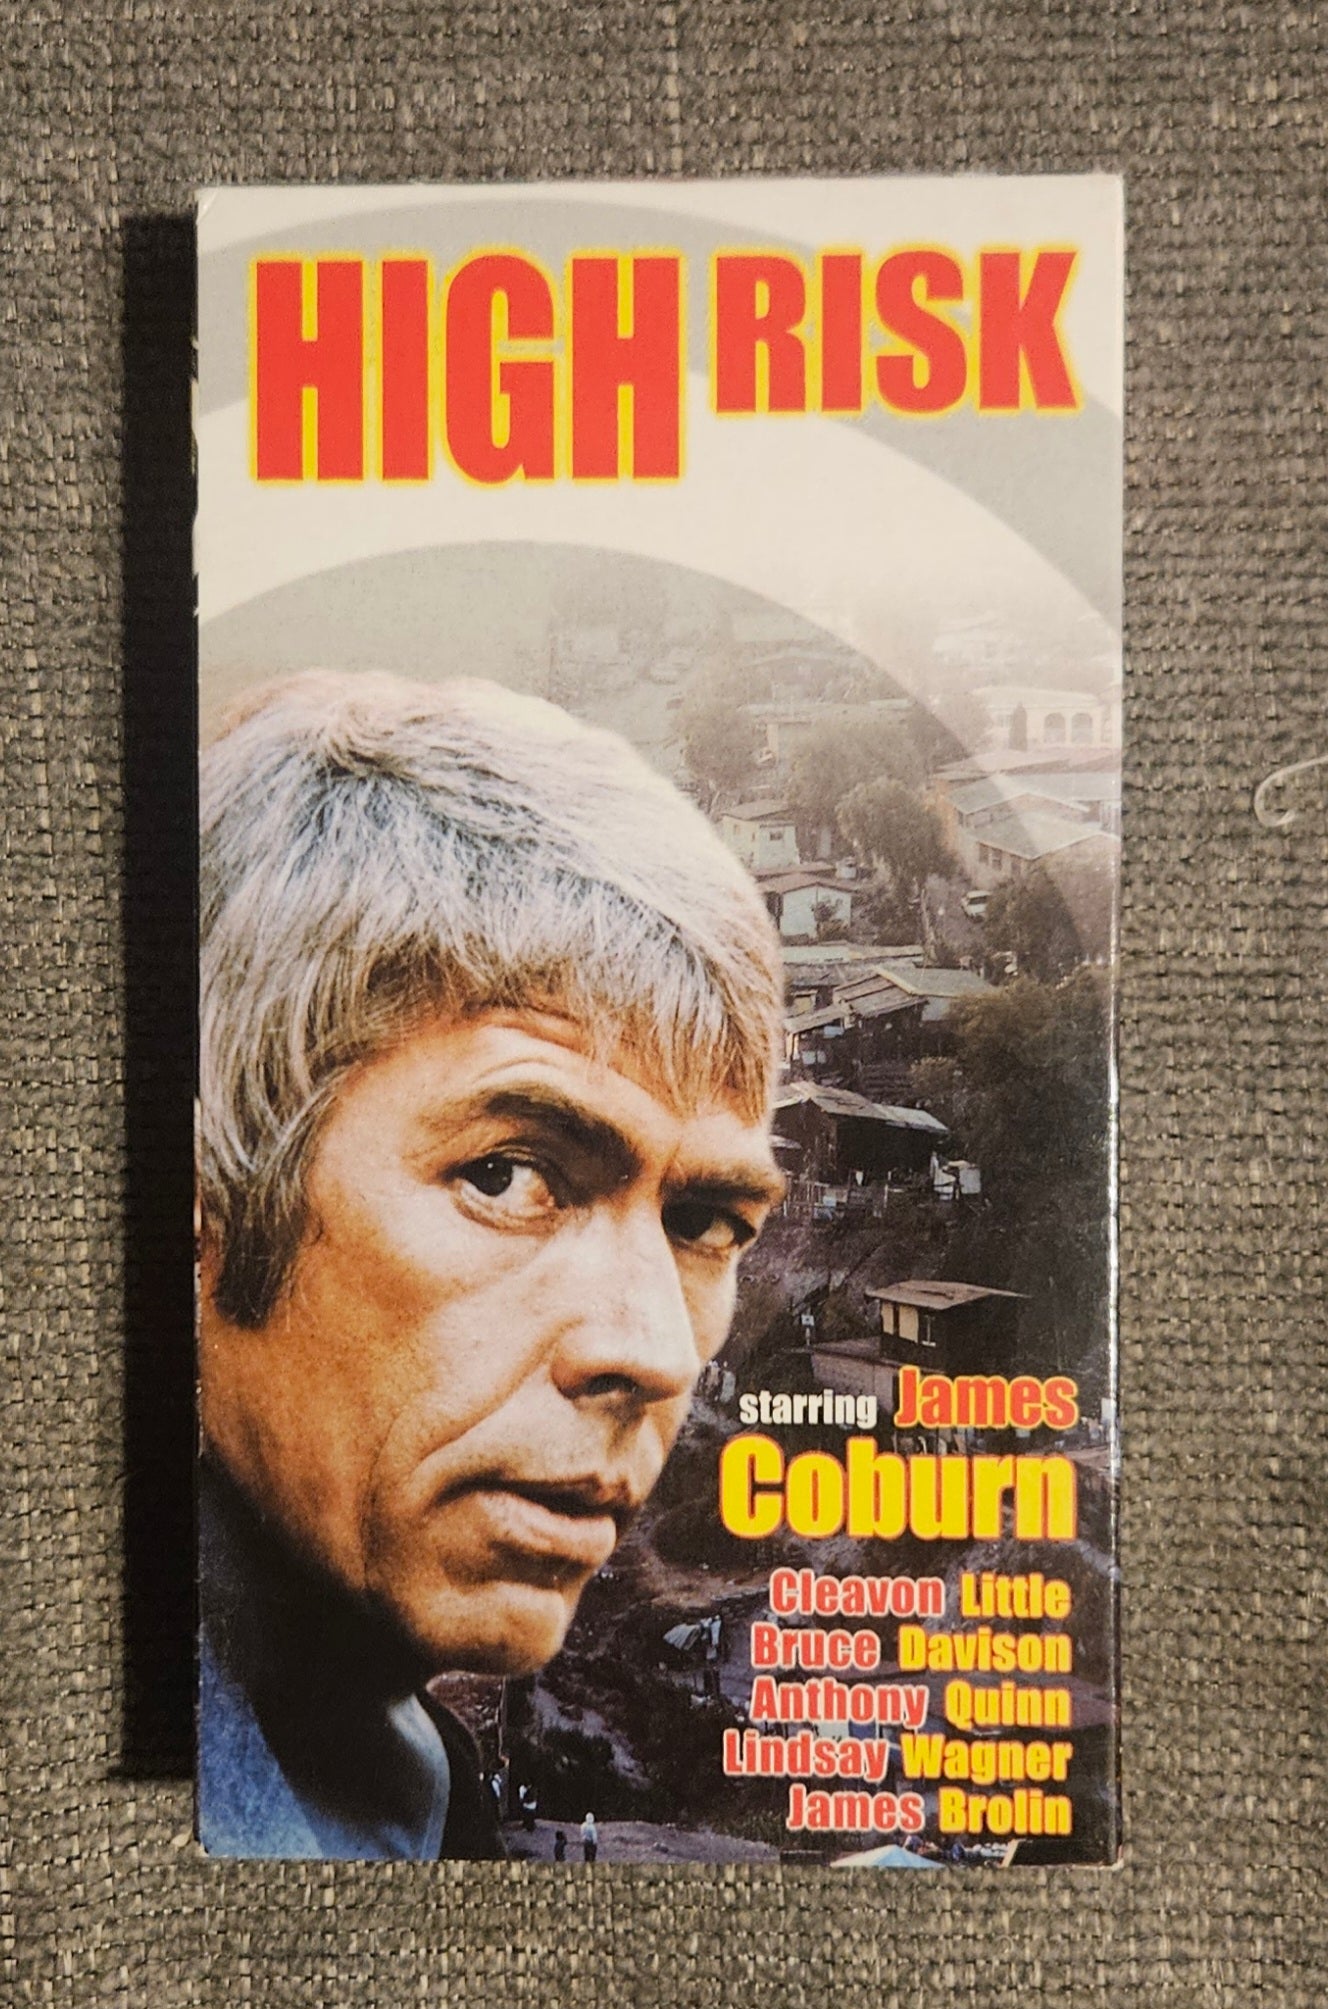 HIGH RISK
starring James
Coburn
Cleavon Little
Bruce Davison
Anthony Quinn
Lindsay Wagner
James Brolin